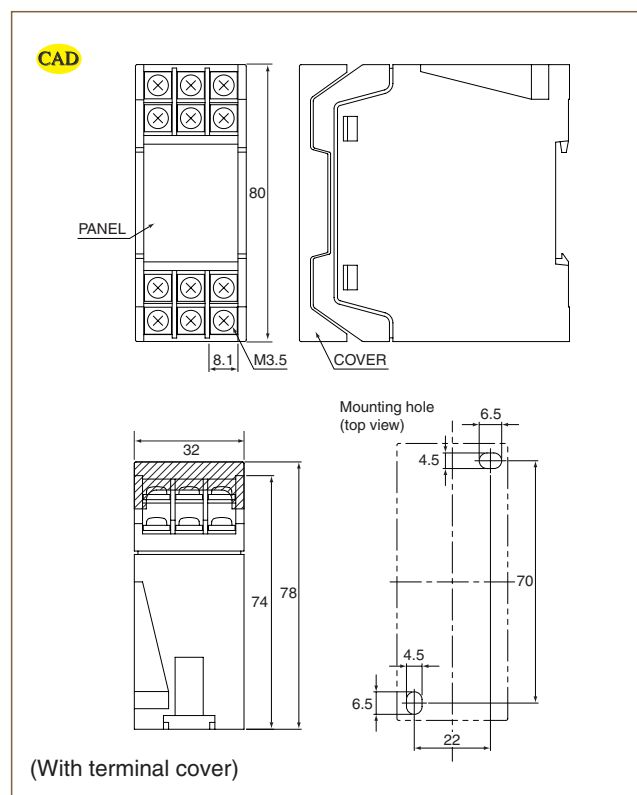 CAD
80
PANEL
8.1
M3.5
COVER
Mounting hole
(top view)
6.5
4.5
32
74
78
70
4.5
6.5
22
(With terminal cover)